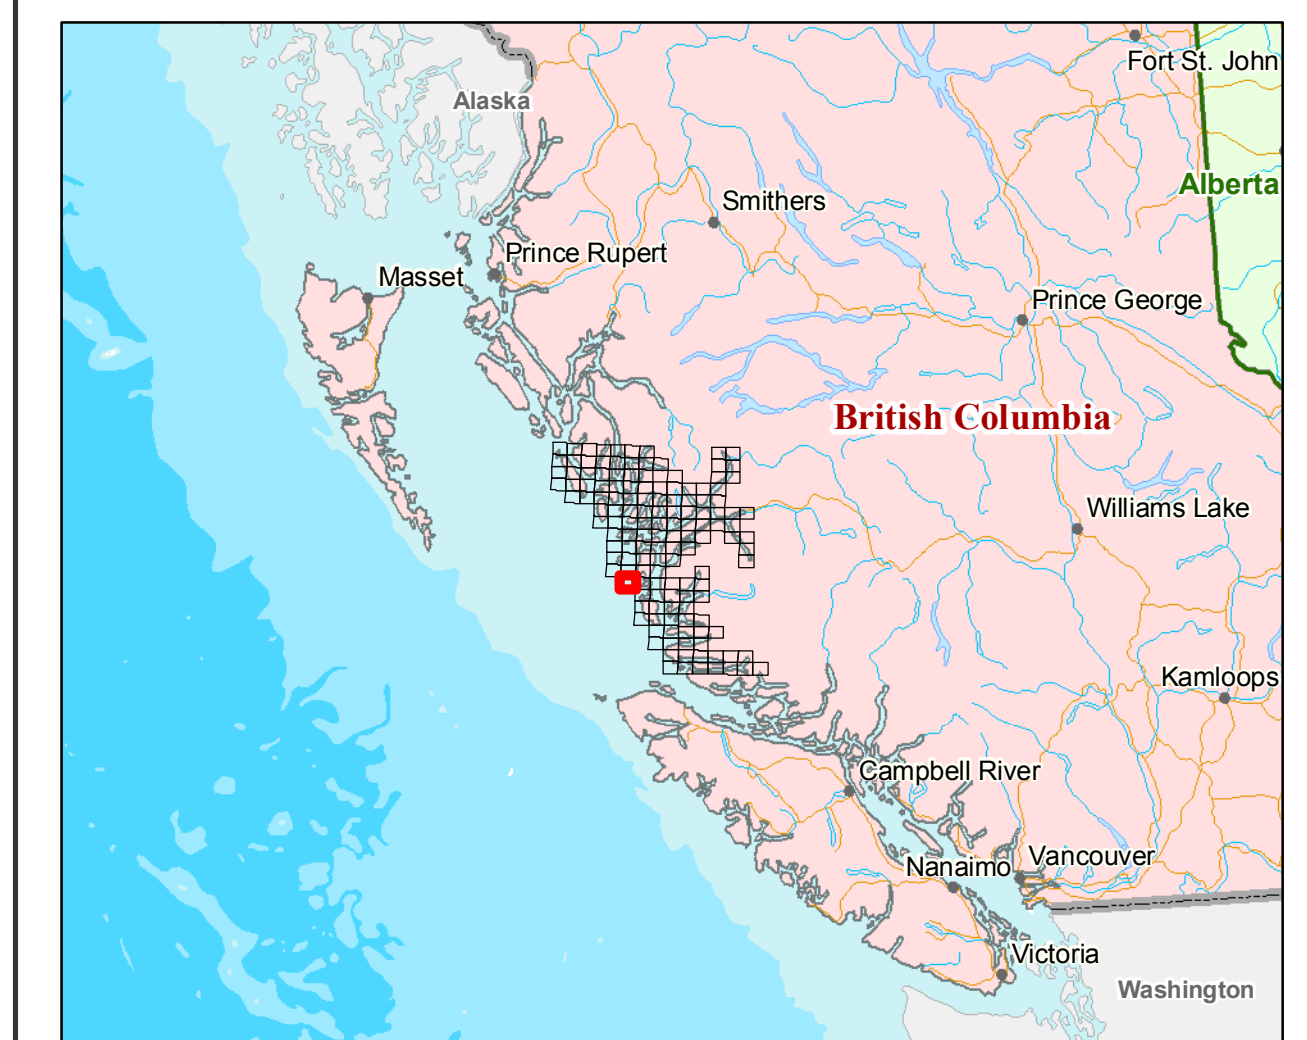 Fort St. John
Alaska
Alberta
Smithers
Prince Rupert
Masset
Prince George
British Columbia
Williams Lake
Kamloops
Campbell River
Vancouver
Nanaimo
Victoria
Washington